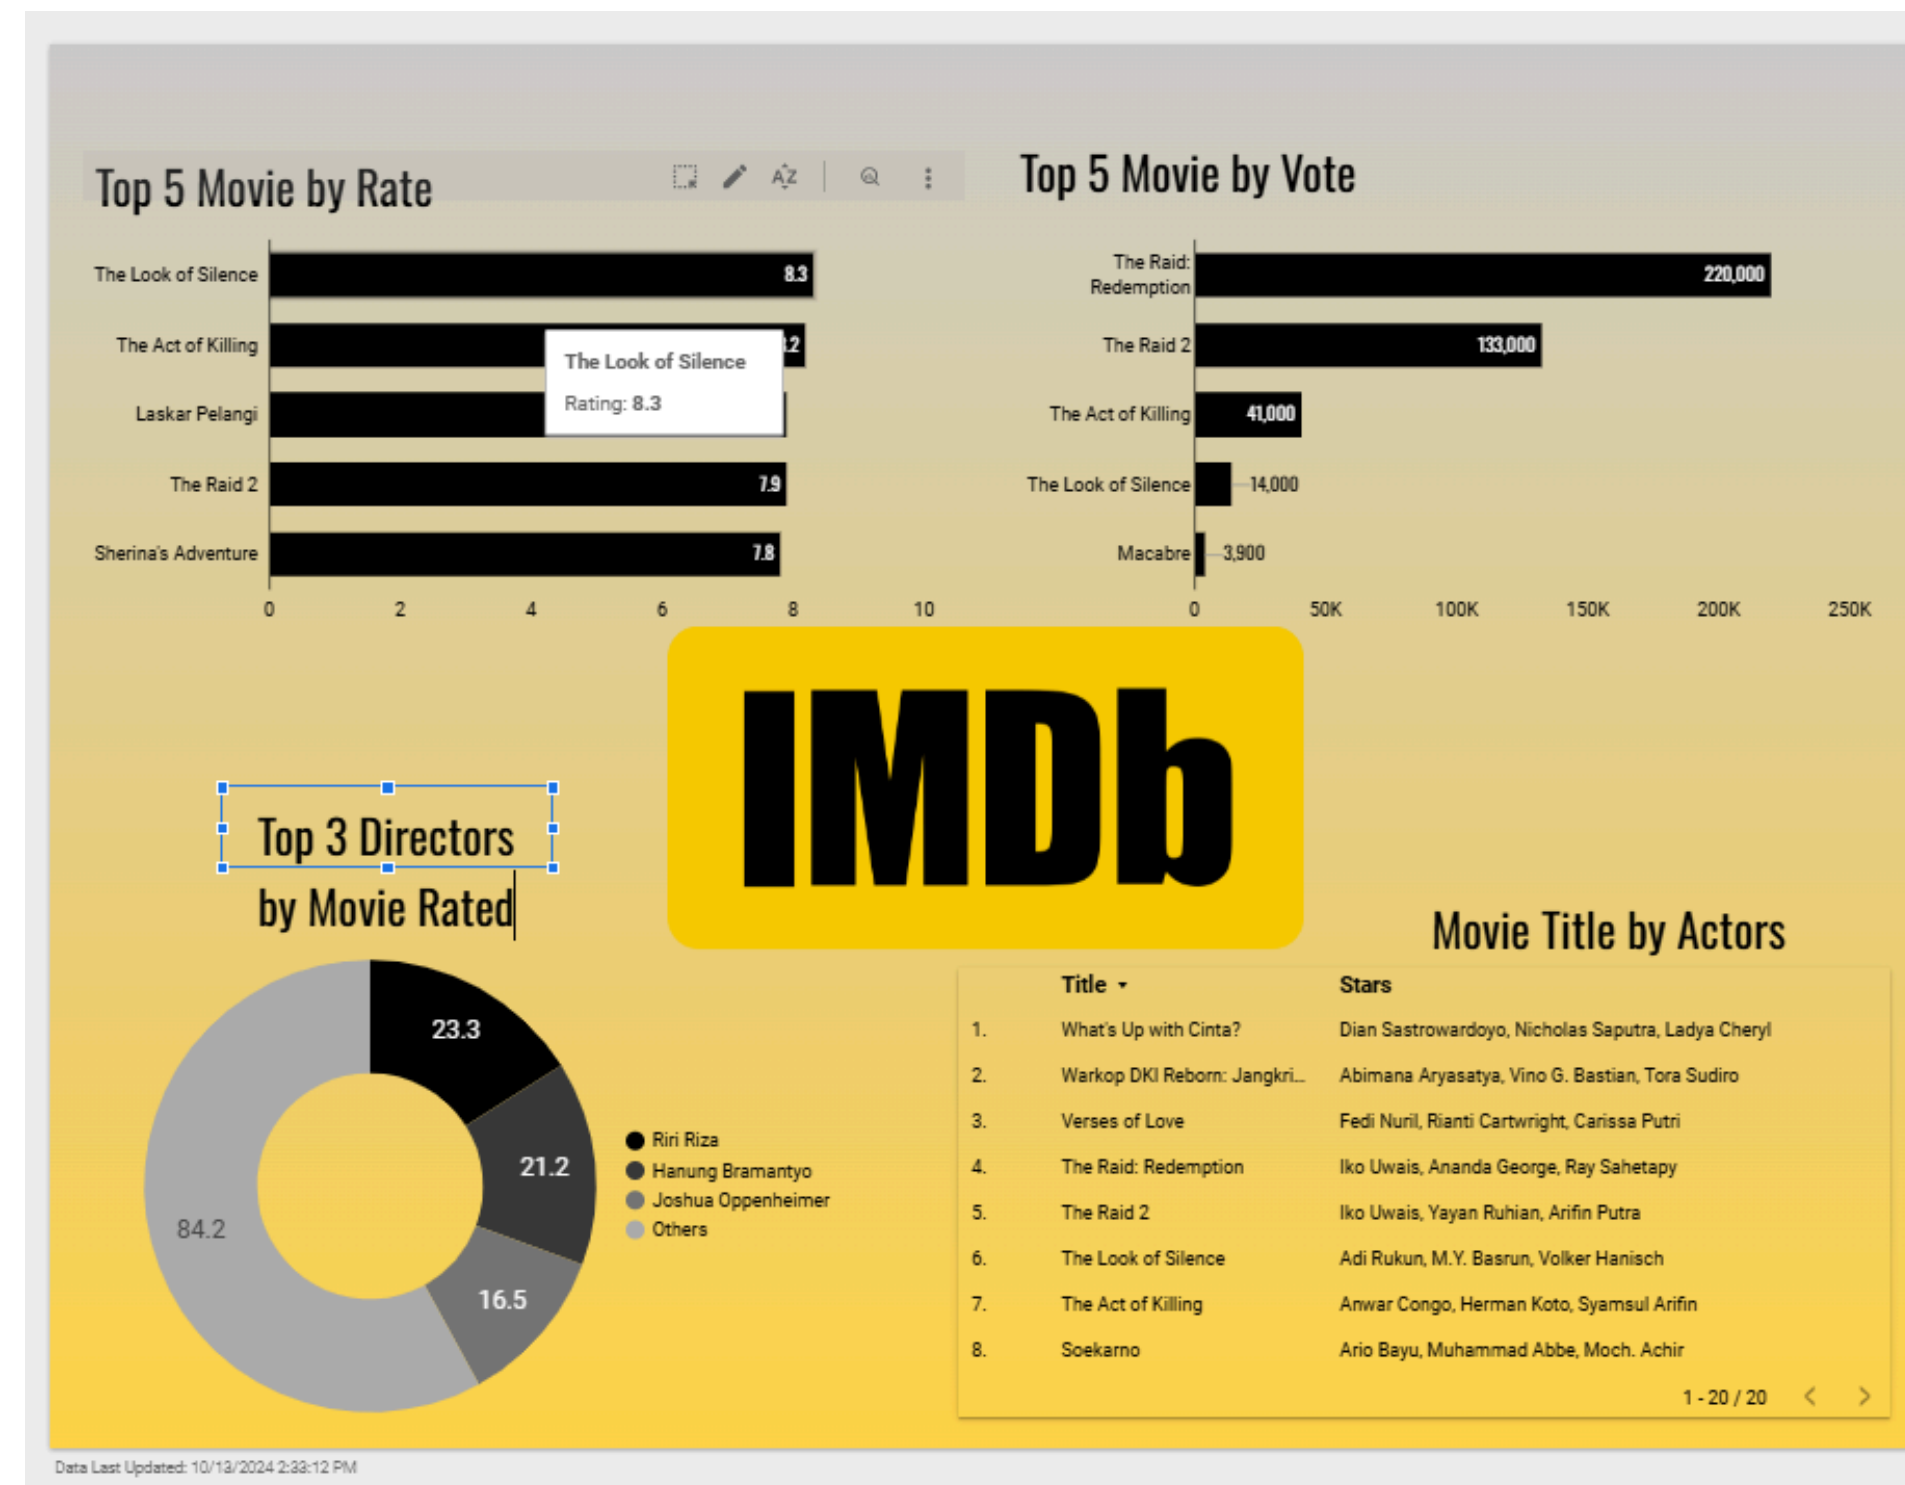 Top 5 Movie by Rate
The Look of Silence
8.3
The Act of Killing
.2
The Look of Silence
Rating: 8.3
Laskar Pelangi
The Raid 2
7.9
Sherina's Adventure
7.8
0 2 4 6 8 10
Top 5 Movie by Vote
The Raid:
Redemption
220,000
The Raid 2
133,000
The Act of Killing
41,000
The Look of Silence
14,000
Macabre
3,900
0 50K 100K 150K 200K 250K
IMDb
Top 3 Directors
by Movie Rated
23.3
21.2
16.5
84.2
Riri Riza
Hanung Bramantyo
Joshua Oppenheimer
Others
Movie Title by Actors
Title Stars
1. What's Up with Cinta? Dian Sastrowardoyo, Nicholas Saputra, Ladya Cheryl
2. Warkop DKI Reborn: Jangkri... Abimana Aryasatya, Vino G. Bastian, Tora Sudiro
3. Verses of Love Fedi Nuril, Rianti Cartwright, Carissa Putri
4. The Raid: Redemption Iko Uwais, Ananda George, Ray Sahetapy
5. The Raid 2 Iko Uwais, Yayan Ruhian, Arifin Putra
6. The Look of Silence Adi Rukun, M.Y. Basrun, Volker Hanisch
7. The Act of Killing Anwar Congo, Herman Koto, Syamsul Arifin
8. Soekarno Ario Bayu, Muhammad Abbe, Moch. Achir
1 - 20 / 20
Data Last Updated: 10/13/2024 2:33:12 PM